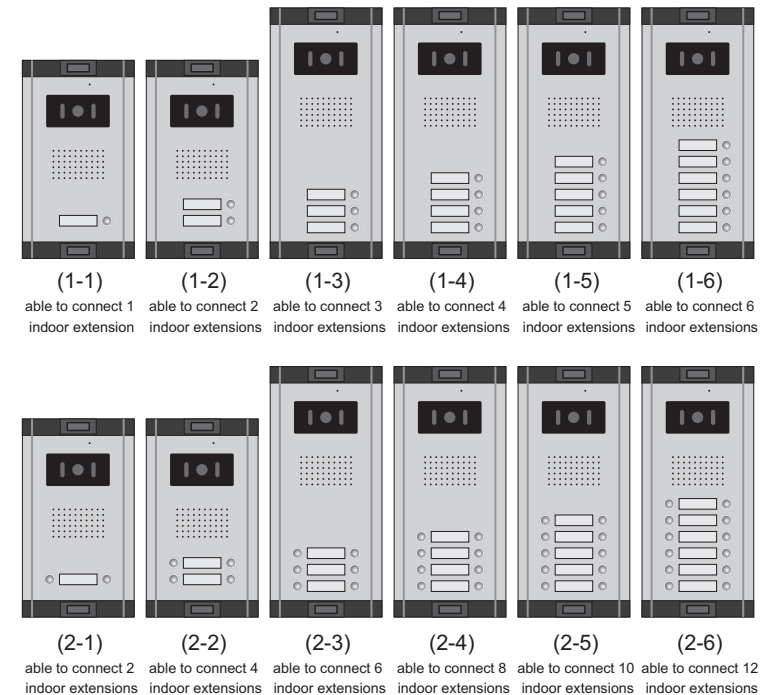 (1-1)
able to connect 1
indoor extension
(1-2)
able to connect 2
indoor extensions
(1-3)
able to connect 3
indoor extensions
(1-4)
able to connect 4
indoor extensions
(1-5)
able to connect 5
indoor extensions
(1-6)
able to connect 6
indoor extensions
(2-1)
able to connect 2
indoor extensions
(2-2)
able to connect 4
indoor extensions
(2-3)
able to connect 6
indoor extensions
(2-4)
able to connect 8
indoor extensions
(2-5)
able to connect 10
indoor extensions
(2-6)
able to connect 12
indoor extensions